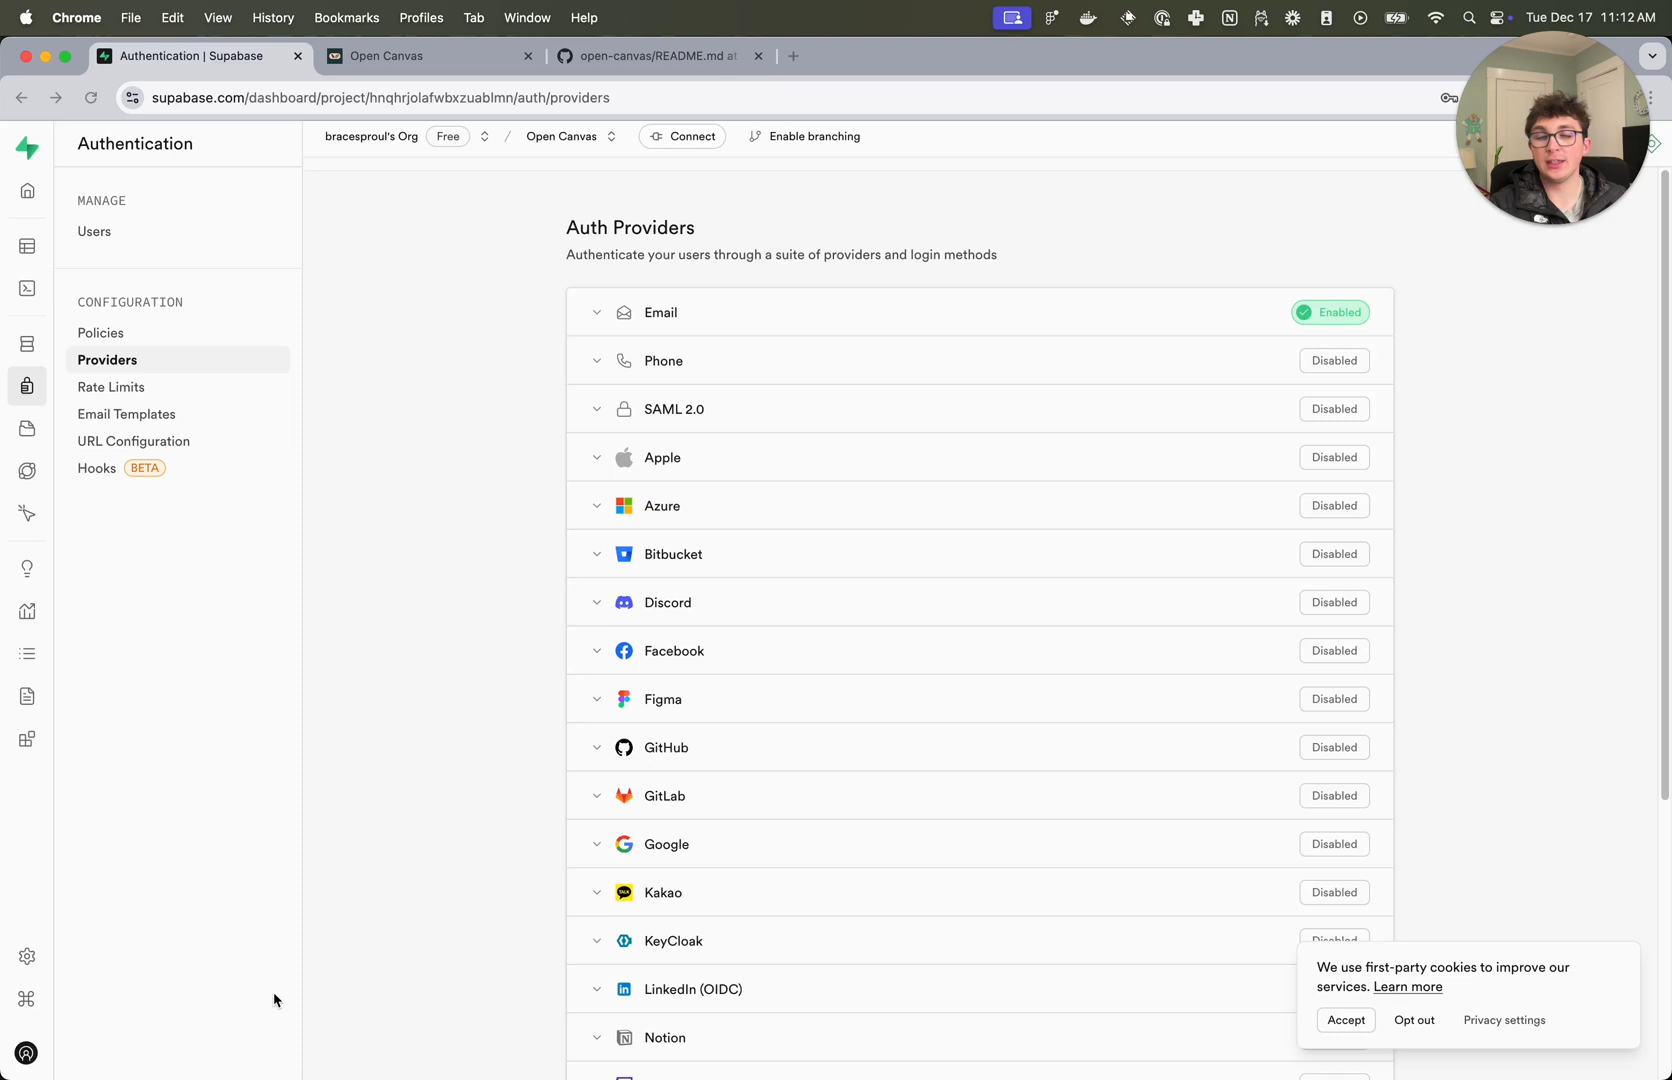 Chrome File Edit View History Bookmarks Profiles Tab Window Help Tue Dec 17 11:12 AM
Authentication | Supabase Open Canvas open-canvas/README.md at
supabase.com/dashboard/project/hnqhrjolafwbxzuablmn/auth/providers
Authentication
bracesproul's Org Free / Open Canvas Connect Enable branching
MANAGE
Users
CONFIGURATION
Policies
Providers
Rate Limits
Email Templates
URL Configuration
Hooks BETA
Auth Providers
Authenticate your users through a suite of providers and login methods
Email Enabled
Phone Disabled
SAML 2.0 Disabled
Apple Disabled
Azure Disabled
Bitbucket Disabled
Discord Disabled
Facebook Disabled
Figma Disabled
GitHub Disabled
GitLab Disabled
Google Disabled
TALK Kakao Disabled
KeyCloak Disabled
LinkedIn (OIDC)
Notion
We use first-party cookies to improve our
services. Learn more
Accept Opt out Privacy settings